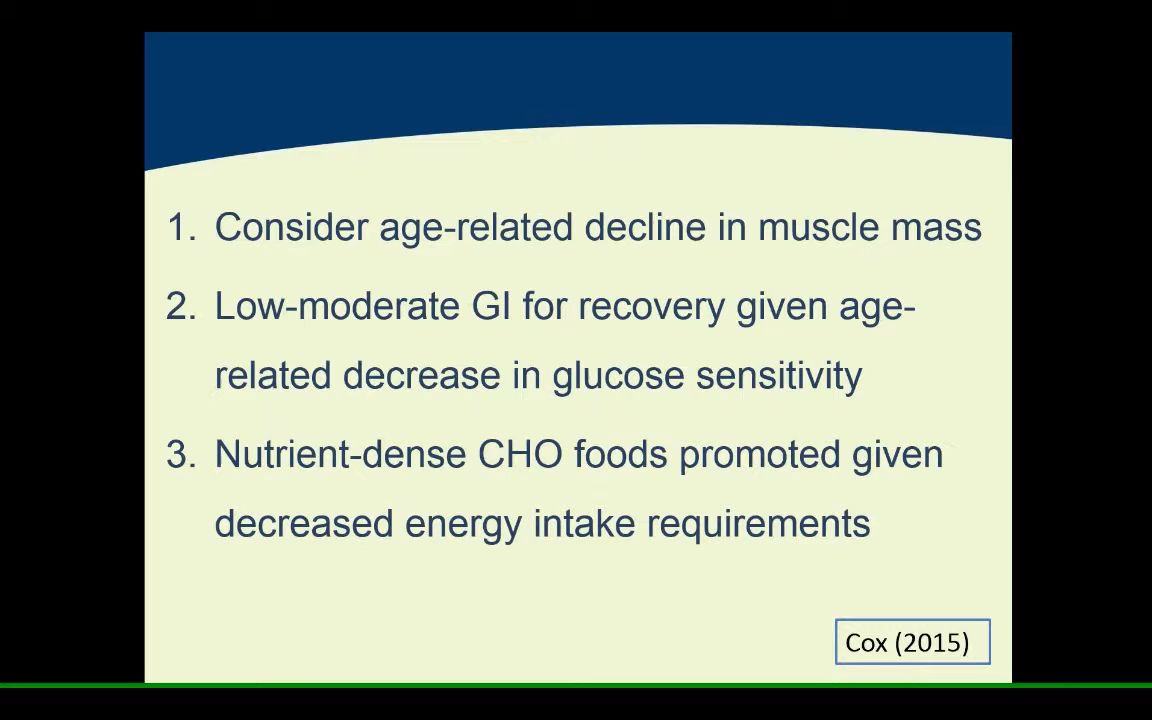 1. Consider age-related decline in muscle mass
2. Low-moderate GI for recovery given age-
related decrease in glucose sensitivity
3. Nutrient-dense CHO foods promoted given
decreased energy intake requirements
Cox (2015)